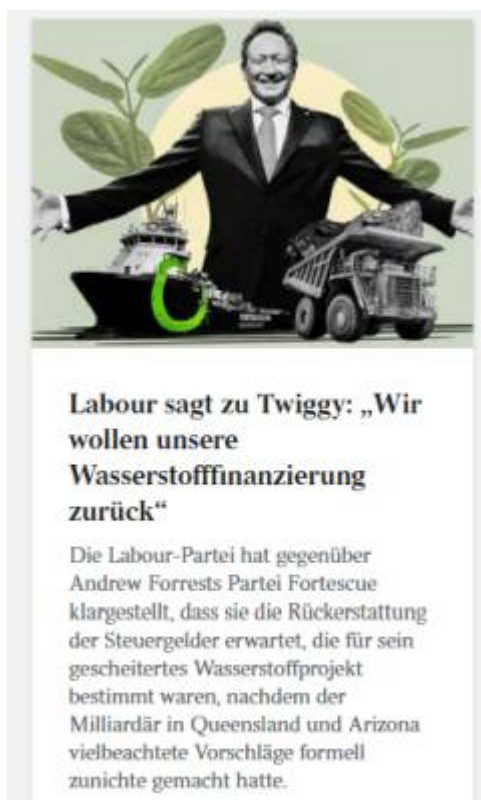 Labour sagt zu Twiggy: „Wir
wollen unsere
Wasserstofffinanzierung
zurück“
Die Labour-Partei hat gegenüber
Andrew Forrests Partei Fortescue
klargestellt, dass sie die Rückerstattung
der Steuergelder erwartet, die für sein
gescheitertes Wasserstoffprojekt
bestimmt waren, nachdem der
Milliardär in Queensland und Arizona
vielbeachtete Vorschläge formell
zunichte gemacht hatte.